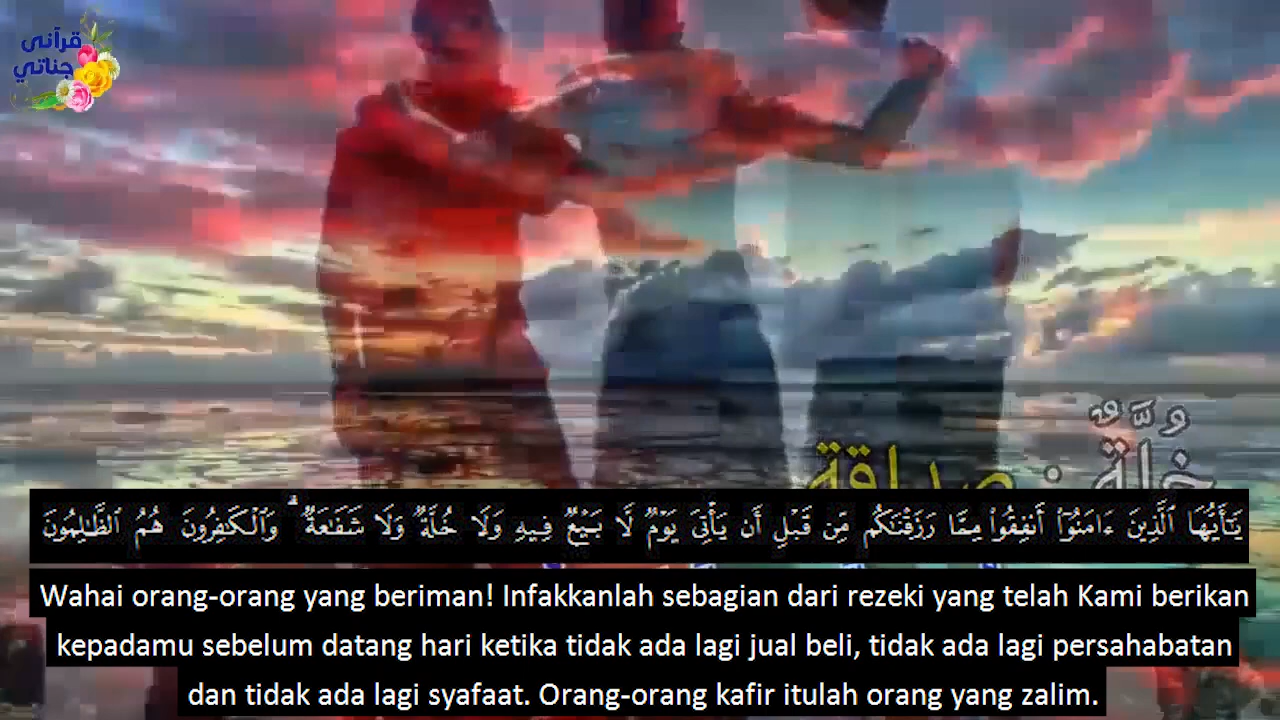 قرآنی
جناتي
خُلَّةٌ : صداقة
يَـٰٓأَيُّهَا ٱلَّذِينَ ءَامَنُوٓا۟ أَنفِقُوا۟ مِمَّا رَزَقْنَـٰكُم مِّن قَبْلِ أَن يَأْتِىَ يَوْمٌ لَّا بَيْعٌ فِيهِ وَلَا خُلَّةٌ وَلَا شَفَـٰعَةٌ ۗ وَٱلْكَـٰفِرُونَ هُمُ ٱلظَّـٰلِمُونَ
Wahai orang-orang yang beriman! Infakkanlah sebagian dari rezeki yang telah Kami berikan
kepadamu sebelum datang hari ketika tidak ada lagi jual beli, tidak ada lagi persahabatan
dan tidak ada lagi syafaat. Orang-orang kafir itulah orang yang zalim.